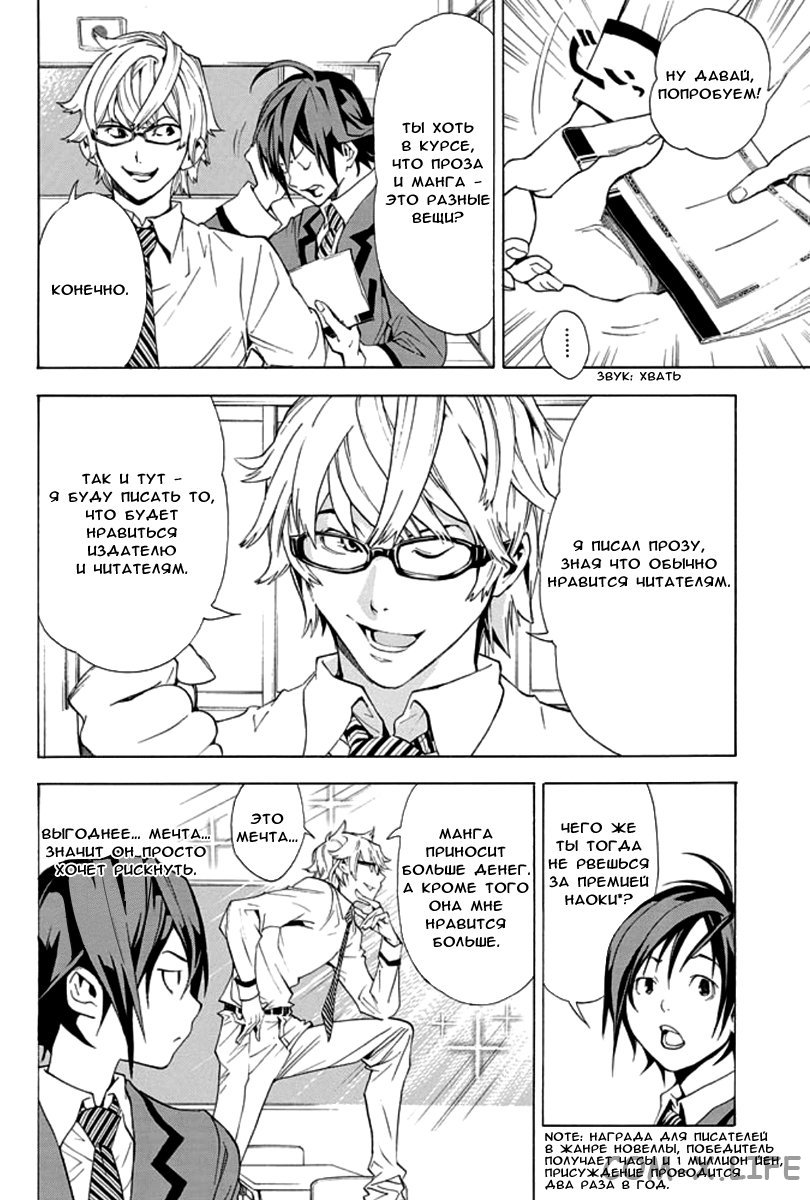 НУ ДАВАЙ,
ПОПРОБУЕМ!
ЗВУК: ХВАТЬ
ТЫ ХОТЬ
В КУРСЕ,
ЧТО ПРОЗА
И МАНГА –
ЭТО РАЗНЫЕ
ВЕЩИ?
КОНЕЧНО.
Я ПИСАЛ ПРОЗУ,
ЗНАЯ ЧТО ОБЫЧНО
НРАВИТСЯ ЧИТАТЕЛЯМ.
ТАК И ТУТ –
Я БУДУ ПИСАТЬ ТО,
ЧТО БУДЕТ
НРАВИТЬСЯ
ИЗДАТЕЛЮ
И ЧИТАТЕЛЯМ.
ЧЕГО ЖЕ
ТЫ ТОГДА
НЕ РВЕШЬСЯ
ЗА ПРЕМИЕЙ
НАОКИ*?
МАНГА
ПРИНОСИТ
БОЛЬШЕ ДЕНЕГ.
А КРОМЕ ТОГО
ОНА МНЕ
НРАВИТСЯ
БОЛЬШЕ.
ЭТО
МЕЧТА...
ВЫГОДНЕЕ... МЕЧТА...
ЗНАЧИТ ОН ПРОСТО
ХОЧЕТ РИСКНУТЬ.
NOTE: НАГРАДА ДЛЯ ПИСАТЕЛЕЙ
В ЖАНРЕ НОВЕЛЛЫ, ПОБЕДИТЕЛЬ
ПОЛУЧАЕТ ЧАСЫ И 1 МИЛЛИОН ЙЕН,
ПРИСУЖДЕНИЕ ПРОВОДИТСЯ
ДВА РАЗА В ГОД.
COM-X.LIFE